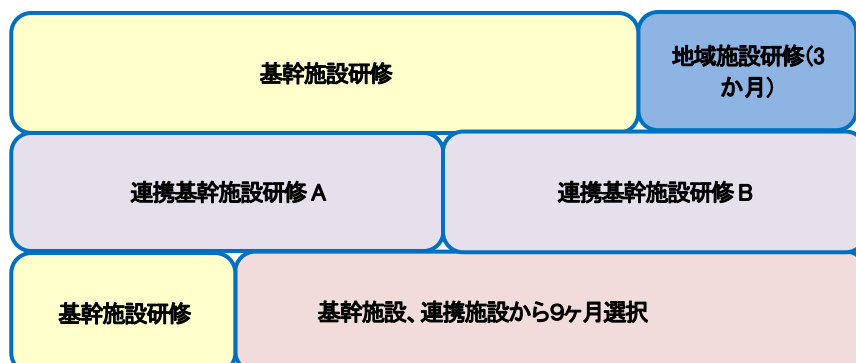 基幹施設研修
地域施設研修(3
か月)
連携基幹施設研修A
連携基幹施設研修B
基幹施設研修
基幹施設、連携施設から9ヶ月選択